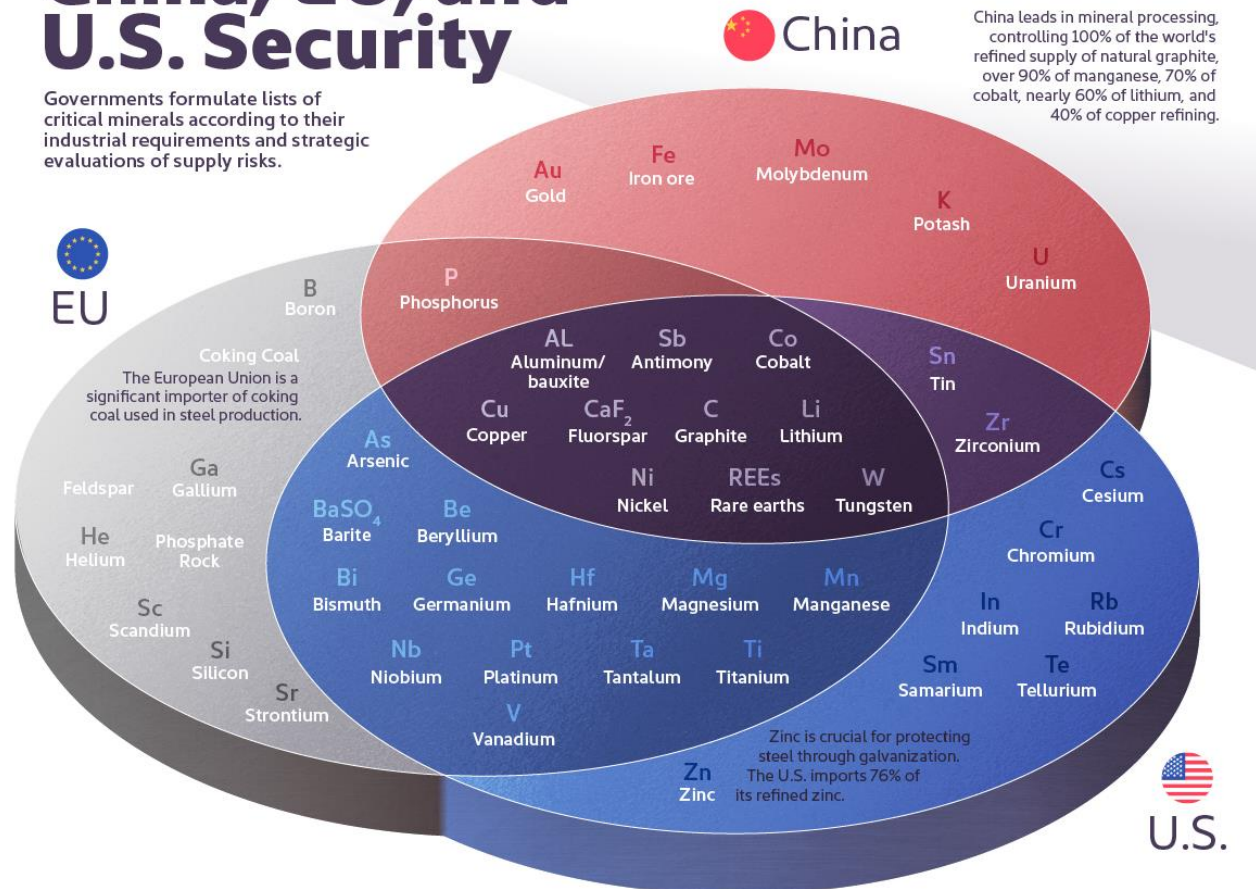 China, EU, and
U.S. Security
Governments formulate lists of
critical minerals according to their
industrial requirements and strategic
evaluations of supply risks.
China
China leads in mineral processing,
controlling 100% of the world's
refined supply of natural graphite,
over 90% of manganese, 70% of
cobalt, nearly 60% of lithium, and
40% of copper refining.
Au
Gold
Fe
Iron ore
Mo
Molybdenum
K
Potash
U
Uranium
EU
B
Boron
P
Phosphorus
Coking Coal
The European Union is a
significant importer of coking
coal used in steel production.
AL
Aluminum/
bauxite
Sb
Antimony
Co
Cobalt
Sn
Tin
Cu
Copper
CaF₂
Fluorspar
C
Graphite
Li
Lithium
Zr
Zirconium
As
Arsenic
Ga
Gallium
Feldspar
Ni
Nickel
REEs
Rare earths
W
Tungsten
Cs
Cesium
BaSO₄
Barite
Be
Beryllium
He
Helium
Phosphate
Rock
Cr
Chromium
Bi
Bismuth
Ge
Germanium
Hf
Hafnium
Mg
Magnesium
Mn
Manganese
In
Indium
Rb
Rubidium
Sc
Scandium
Si
Silicon
Sr
Strontium
Nb
Niobium
Pt
Platinum
Ta
Tantalum
Ti
Titanium
Sm
Samarium
Te
Tellurium
V
Vanadium
Zn
Zinc
Zinc is crucial for protecting
steel through galvanization.
The U.S. imports 76% of
its refined zinc.
U.S.